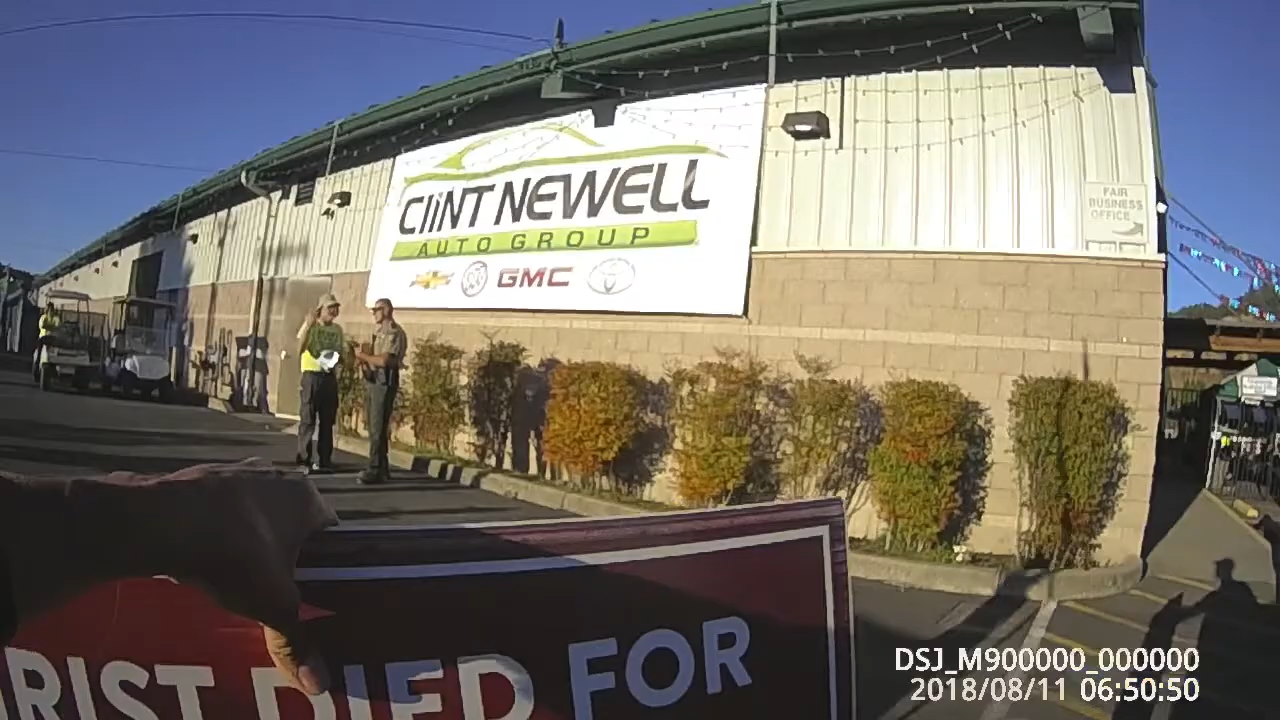 CliNT NEWELL
AUTO GROUP
GMC
FAIR
BUSINESS
OFFICE
RIST DIED FOR
DSJ_M900000_000000
2018/08/11 06:50:50